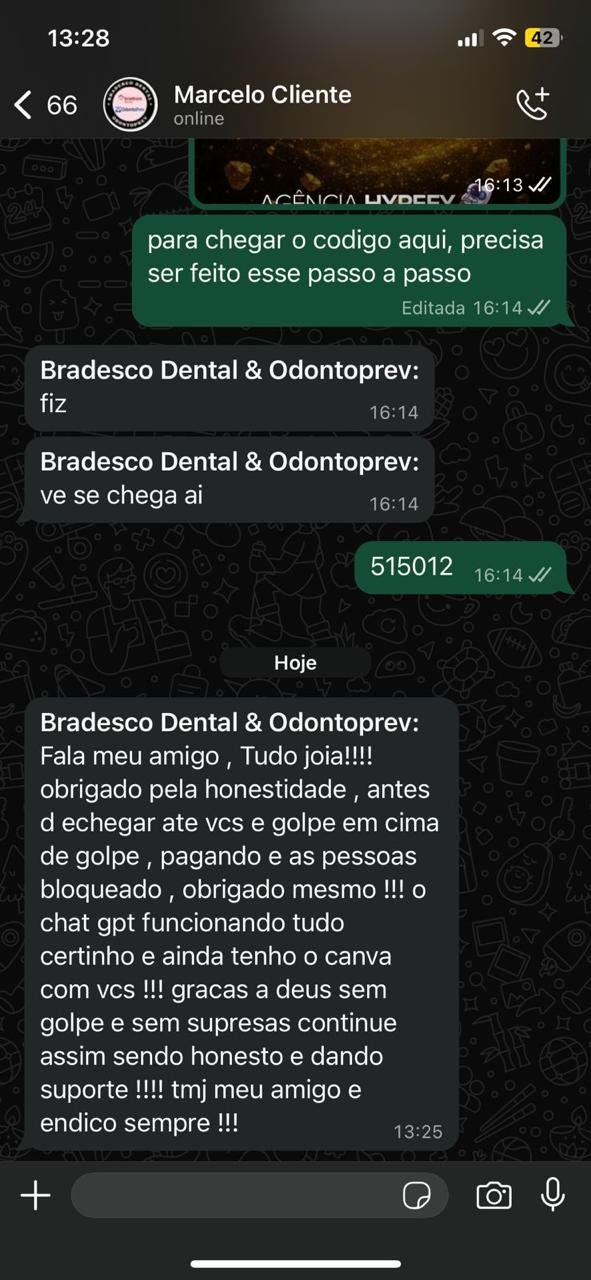 13:28
42
66
Marcelo Cliente
online
16:13
AGÊNCIA HYPEFY
para chegar o codigo aqui, precisa
ser feito esse passo a passo
Editada 16:14
Bradesco Dental & Odontoprev:
fiz
16:14
Bradesco Dental & Odontoprev:
ve se chega ai
16:14
515012 16:14
Hoje
Bradesco Dental & Odontoprev:
Fala meu amigo , Tudo joia!!!!
obrigado pela honestidade , antes
d echegar ate vcs e golpe em cima
de golpe , pagando e as pessoas
bloqueado , obrigado mesmo !!! o
chat gpt funcionando tudo
certinho e ainda tenho o canva
com vcs !!! gracas a deus sem
golpe e sem supresas continue
assim sendo honesto e dando
suporte !!!! tmj meu amigo e
endico sempre !!!
13:25